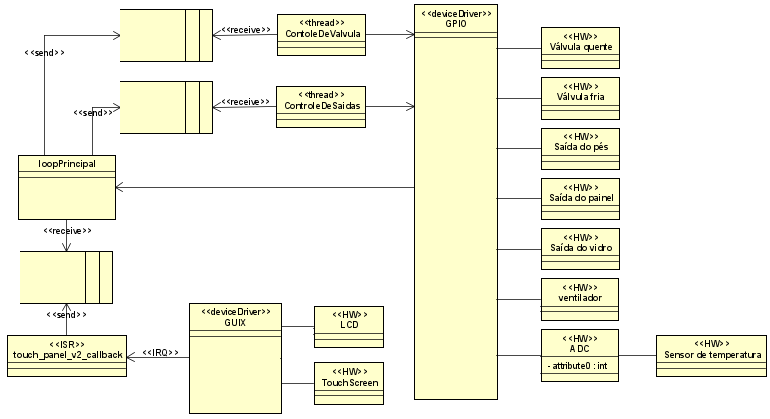 <<send>>
<<receive>>
<<thread>>
ContoleDeValvula
<<deviceDriver>>
GPIO
<<HW>>
Válvula quente
<<send>>
<<receive>>
<<thread>>
ControleDeSaidas
<<HW>>
Válvula fria
<<HW>>
Saída do pés
loopPrincipal
<<HW>>
Saída do painel
<<receive>>
<<HW>>
Saída do vidro
<<HW>>
ventilador
<<send>>
<<deviceDriver>>
GUIX
<<HW>>
LCD
<<ISR>>
touch_panel_v2_callback
<<IRQ>>
<<HW>>
TouchScreen
<<HW>>
ADC
- attribute0 : int
<<HW>>
Sensor de temperatura